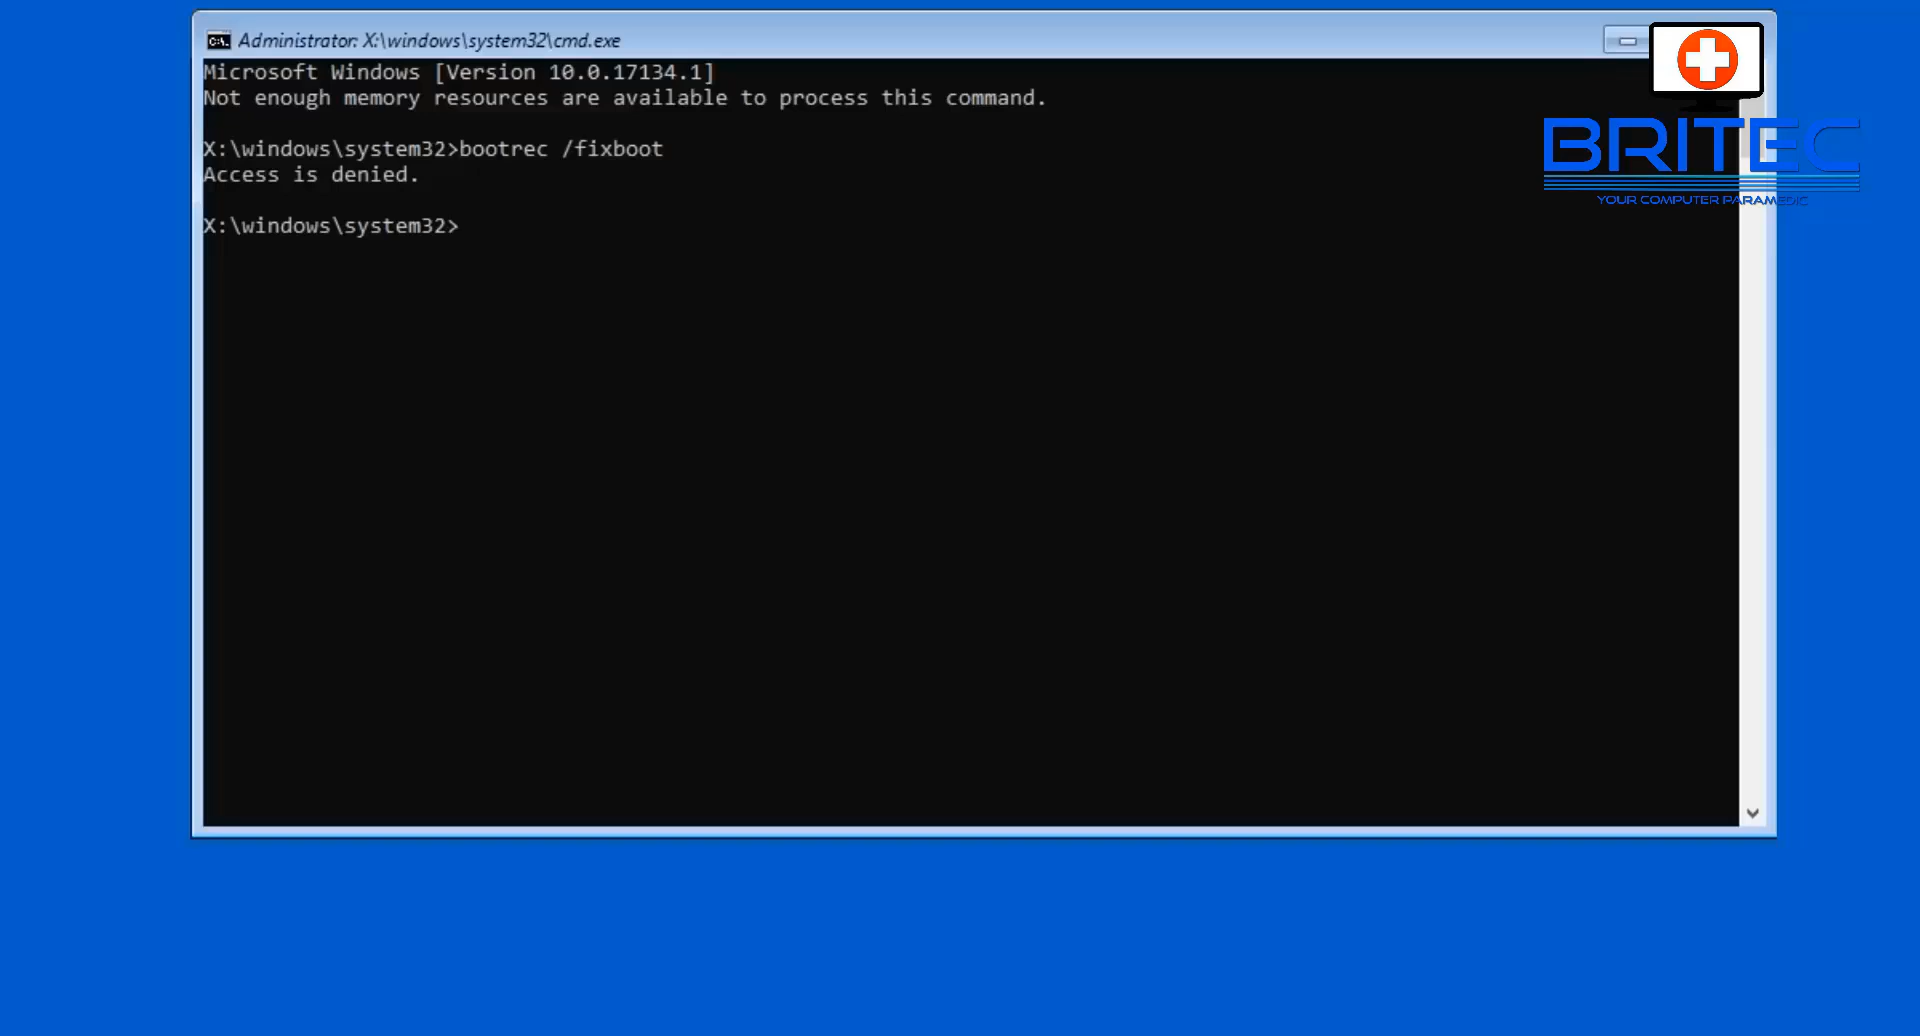 Administrator: X:\windows\system32\cmd.exe
Microsoft Windows [Version 10.0.17134.1]
Not enough memory resources are available to process this command.
X:\windows\system32>bootrec /fixboot
Access is denied.
X:\windows\system32>
BRITEC
YOUR COMPUTER PARAMEDIC